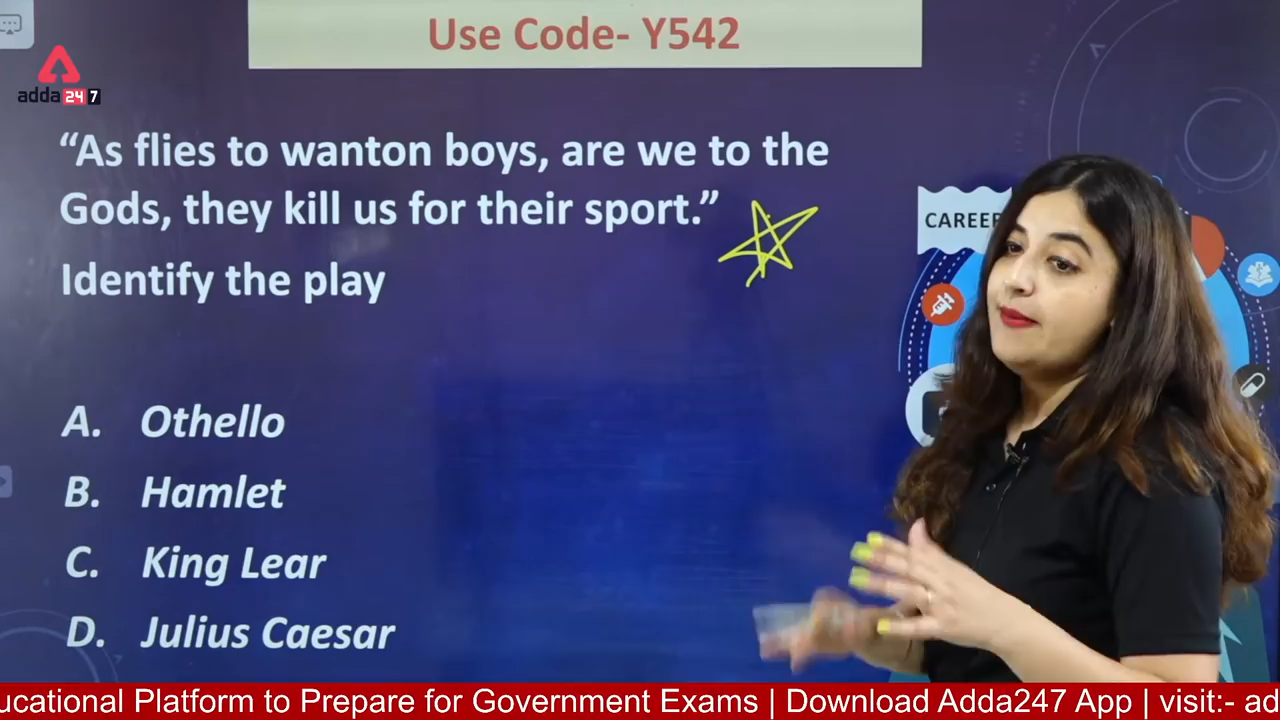 Use Code- Y542
adda 24 7
“As flies to wanton boys, are we to the
Gods, they kill us for their sport.”
Identify the play
CAREER
A. Othello
B. Hamlet
C. King Lear
D. Julius Caesar
ucational Platform to Prepare for Government Exams | Download Adda247 App | visit:- ad